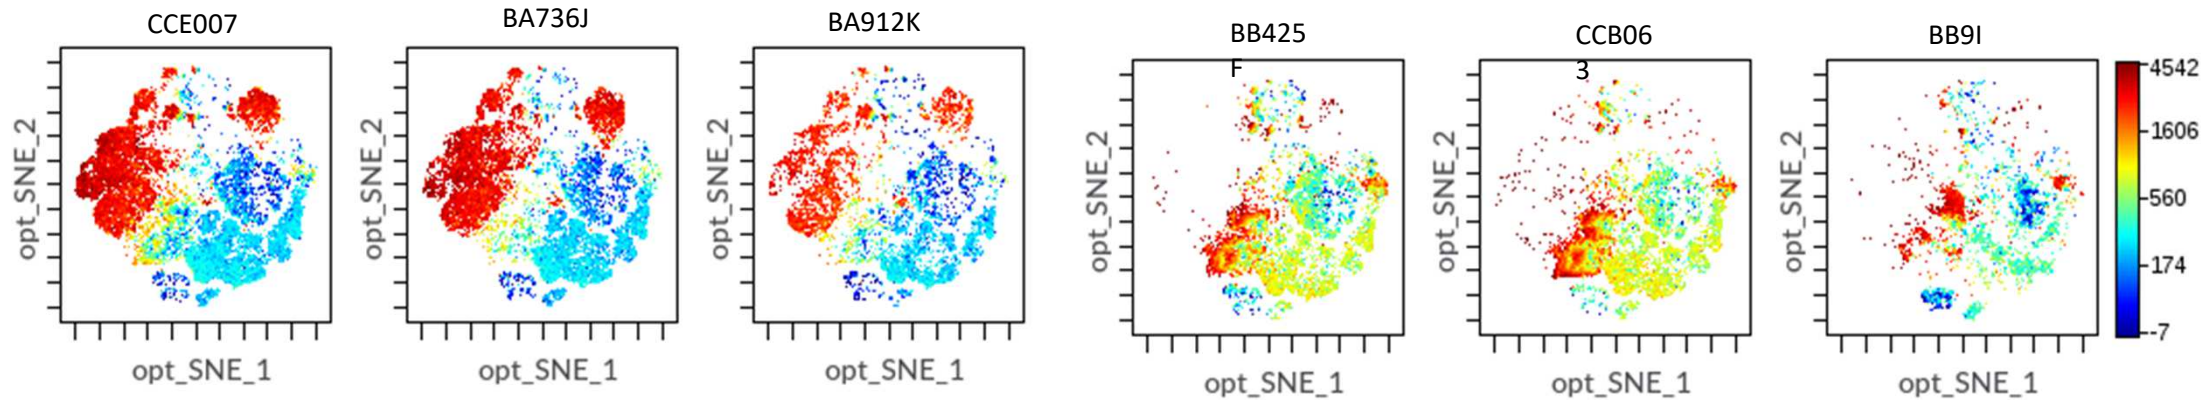 CCE007
BA736J
BA912K
BB425
F
CCB06
3
BB9I
opt_SNE_2
opt_SNE_1
opt_SNE_2
opt_SNE_1
opt_SNE_2
opt_SNE_1
opt_SNE_2
opt_SNE_1
opt_SNE_2
opt_SNE_1
opt_SNE_2
opt_SNE_1
4542
1606
560
174
-7